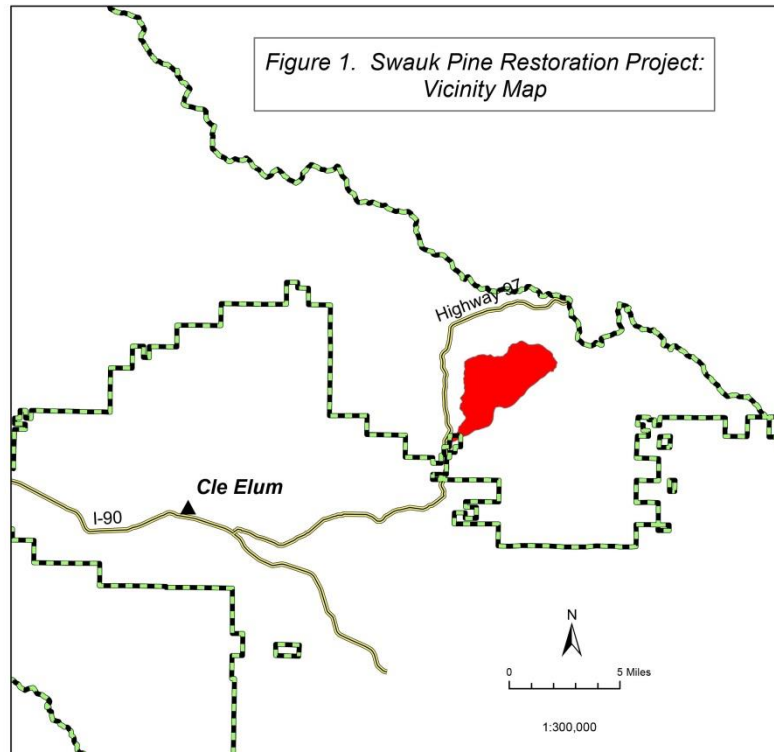 Figure 1. Swauk Pine Restoration Project:
Vicinity Map
Highway 97
Cle Elum
I-90
N
0 5 Miles
1:300,000